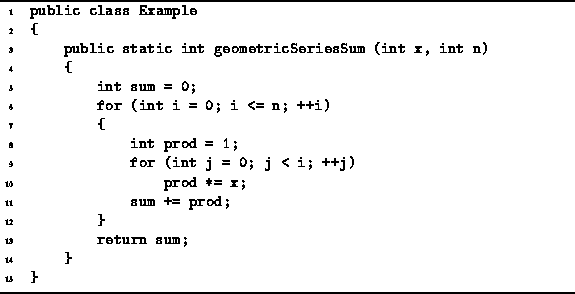 1 public class Example
2 {
3 public static int geometricSeriesSum (int x, int n)
4 {
5 int sum = 0;
6 for (int i = 0; i <= n; ++i)
7 {
8 int prod = 1;
9 for (int j = 0; j < i; ++j)
10 prod *= x;
11 sum += prod;
12 }
13 return sum;
14 }
15 }